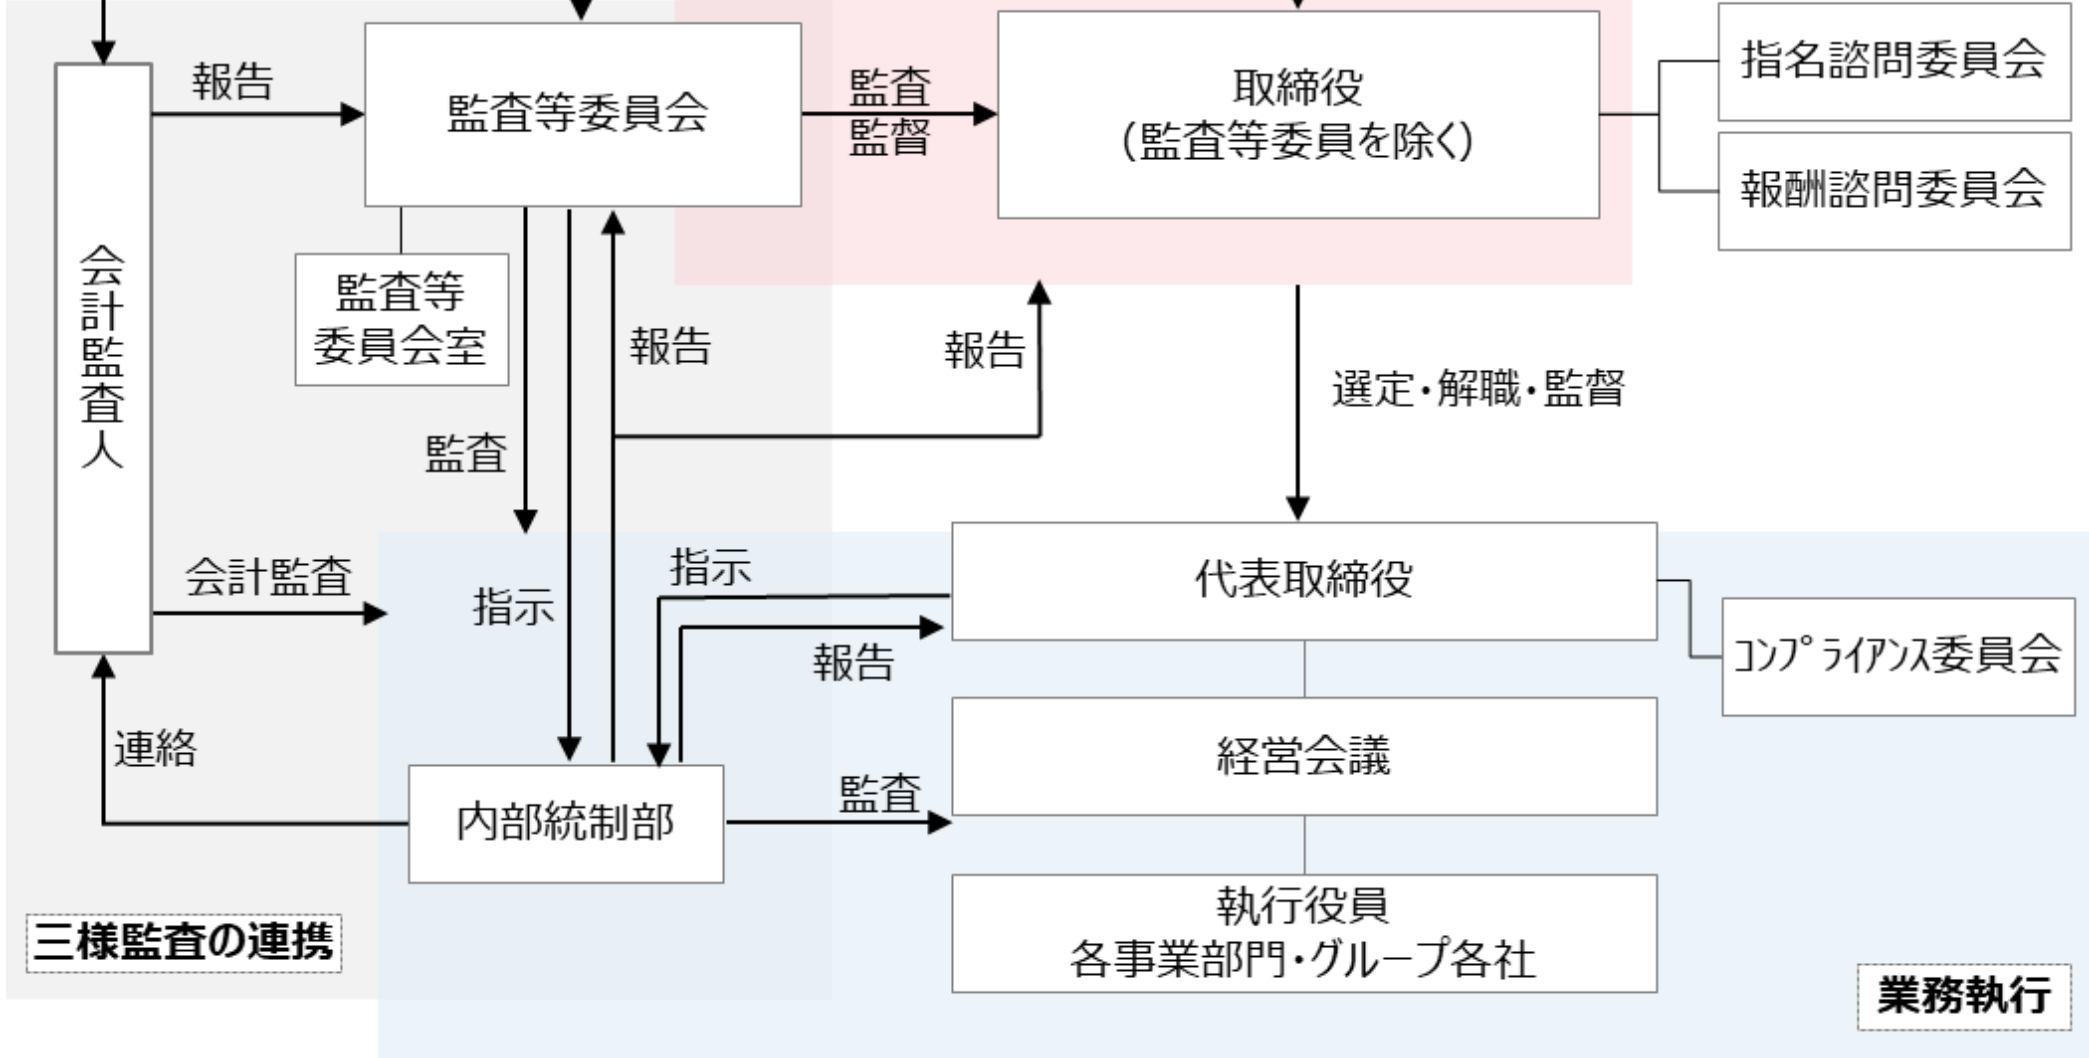 指名諮問委員会
報告
監査等委員会
監査
監督
取締役
(監査等委員を除く)
報酬諮問委員会
会計監査人
監査等
委員会室
報告
報告
選定・解職・監督
監査
会計監査
指示
指示
代表取締役
報告
コンプライアンス委員会
連絡
内部統制部
監査
経営会議
執行役員
各事業部門・グループ各社
三様監査の連携
業務執行